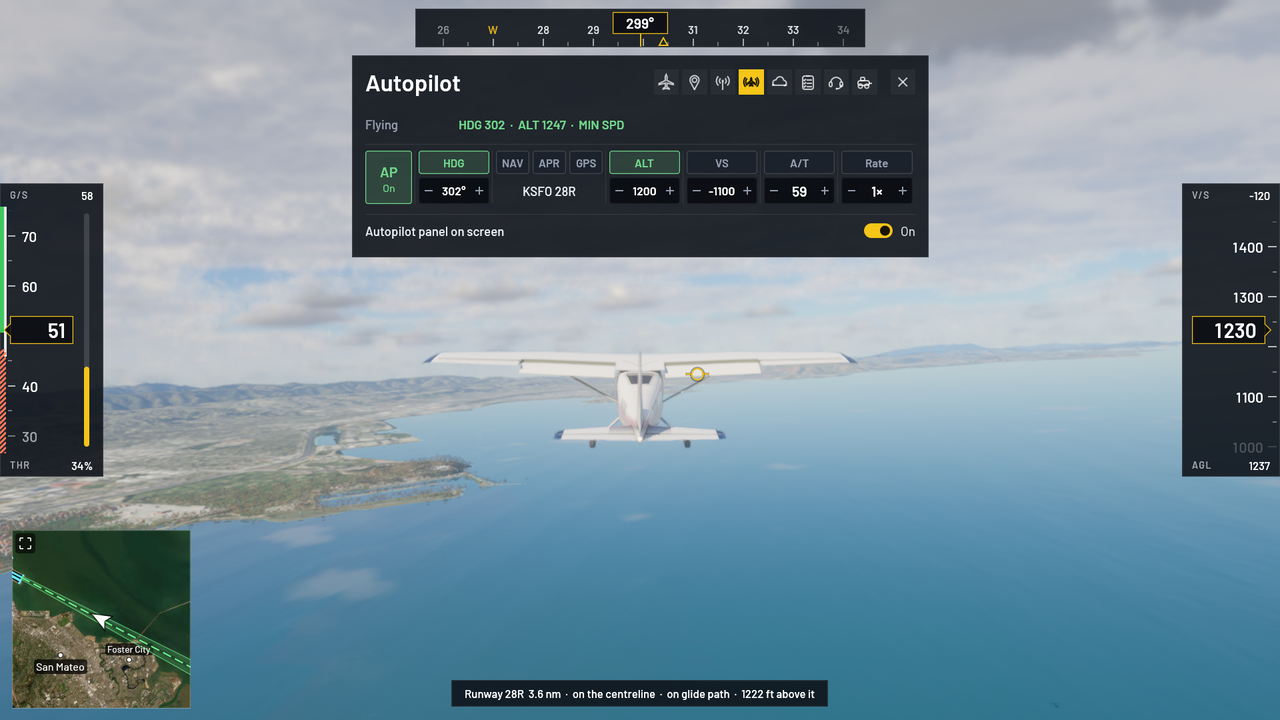 26 W 28 29 299° 31 32 33 34
Autopilot
Flying HDG 302 · ALT 1247 · MIN SPD
AP On
HDG NAV APR GPS ALT VS A/T Rate
− 302° + KSFO 28R − 1200 + − -1100 + − 59 + − 1× +
Autopilot panel on screen On
G/S 58
70
60
51
40
30
THR 34%
V/S -120
1400
1300
1230
1100
1000
AGL 1237
Foster City
San Mateo
Runway 28R 3.6 nm · on the centreline · on glide path · 1222 ft above it